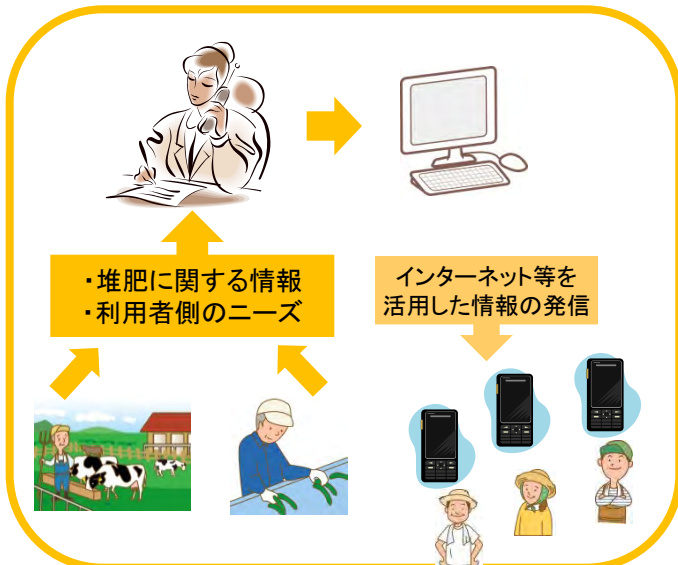 ・堆肥に関する情報
・利用者側のニーズ
インターネット等を
活用した情報の発信